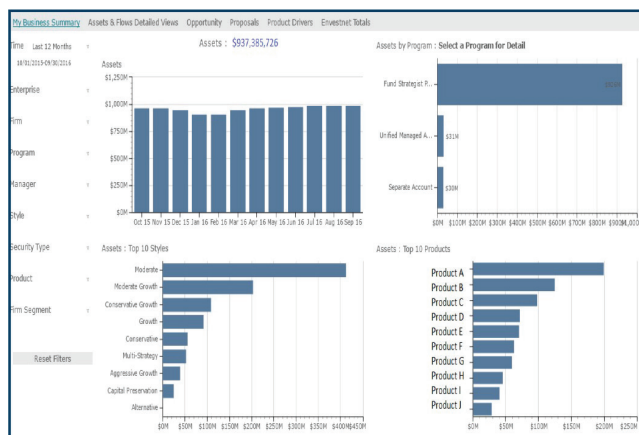 My Business Summary Assets & Flows Detailed Views Opportunity Proposals Product Drivers Envestnet Totals
Time Last 12 Months
10/01/2015-09/30/2016
Enterprise
Firm
Program
Manager
Style
Security Type
Product
Firm Segment
Reset Filters
Assets : $937,385,726
Assets
$1,250M
$1,000M
$750M
$500M
$250M
$0M
Oct 15 Nov 15 Dec 15 Jan 16 Feb 16 Mar 16 Apr 16 May 16 Jun 16 Jul 16 Aug 16 Sep 16
Assets by Program : Select a Program for Detail
Fund Strategist P...
Unified Managed A... $31M
Separate Account $30M
$0M $100M $200M $300M $400M $500M $600M $700M $800M $900M $1,000M
Assets : Top 10 Styles
Moderate
Moderate Growth
Conservative Growth
Growth
Conservative
Multi-Strategy
Aggressive Growth
Capital Preservation
Alternative
$0M $50M $100M $150M $200M $250M $300M $350M $400M $450M
Assets : Top 10 Products
Product A
Product B
Product C
Product D
Product E
Product F
Product G
Product H
Product I
Product J
$0M $50M $100M $150M $200M $250M